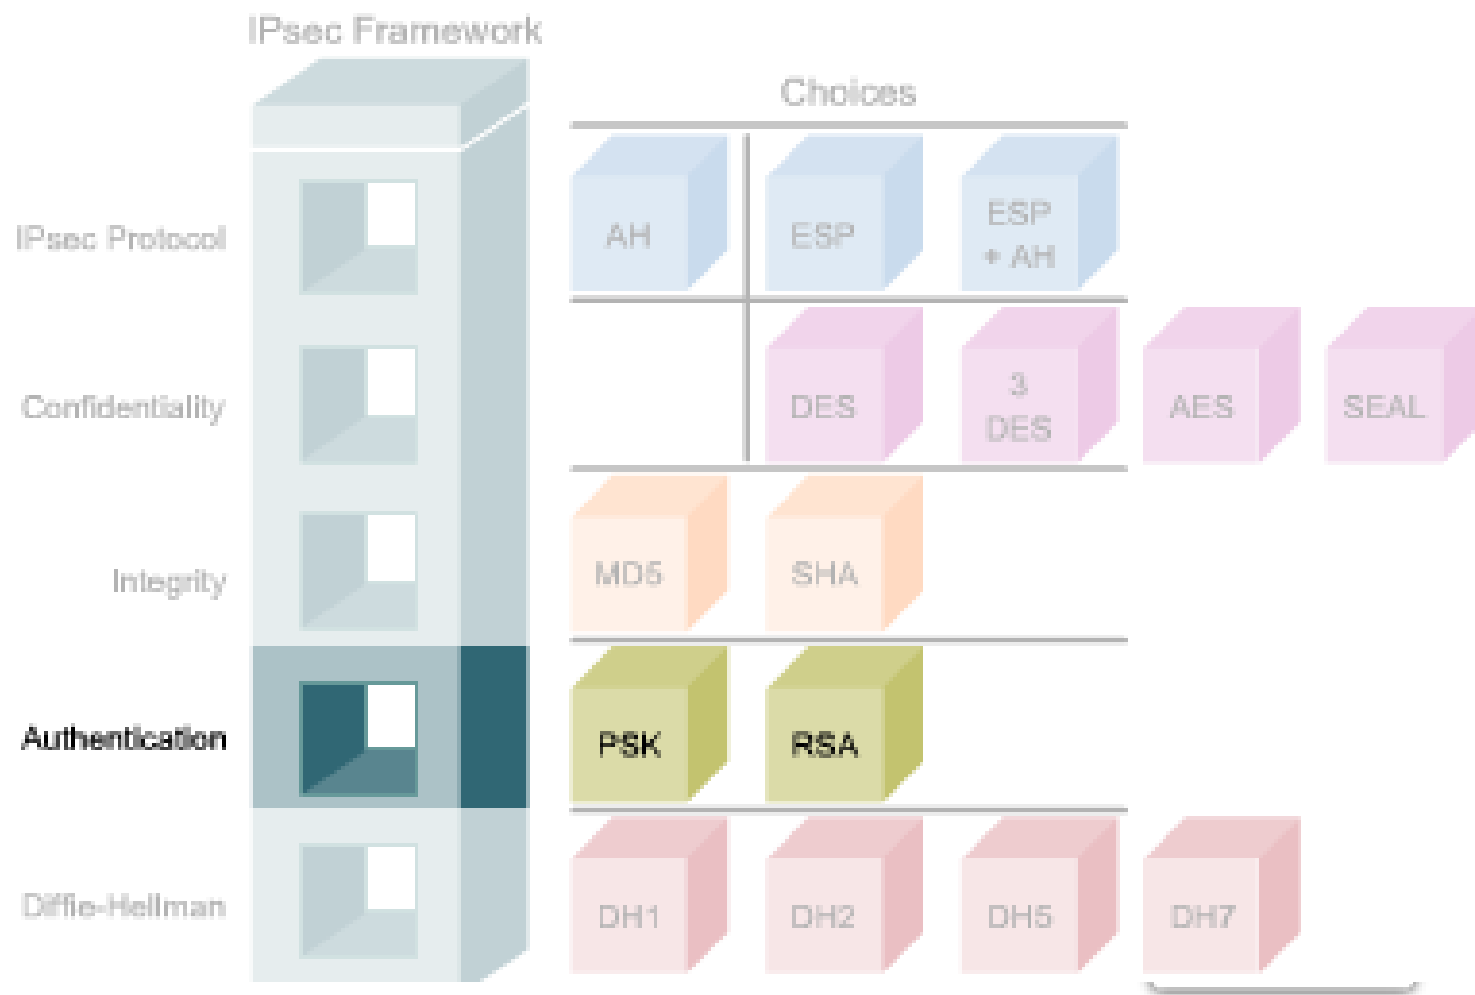 IPsec Framework
Choices
IPsec Protocol
AH
ESP
ESP
+ AH
Confidentiality
DES
3
DES
AES
SEAL
Integrity
MD5
SHA
Authentication
PSK
RSA
Diffie-Hellman
DH1
DH2
DH5
DH7